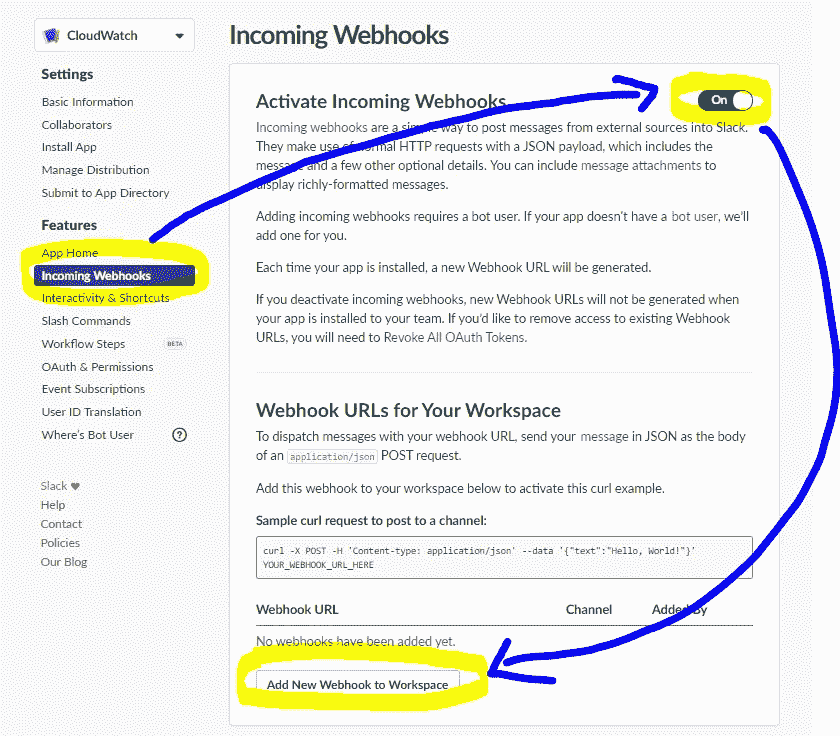 CloudWatch
Settings
Basic Information
Collaborators
Install App
Manage Distribution
Submit to App Directory
Features
App Home
Incoming Webhooks
Interactivity & Shortcuts
Slash Commands
Workflow Steps BETA
OAuth & Permissions
Event Subscriptions
User ID Translation
Where's Bot User ?
Slack ♥
Help
Contact
Policies
Our Blog
Incoming Webhooks
Activate Incoming Webhooks
On
Incoming webhooks are a simple way to post messages from external sources into Slack.
They make use of normal HTTP requests with a JSON payload, which includes the
message and a few other optional details. You can include message attachments to
display richly-formatted messages.
Adding incoming webhooks requires a bot user. If your app doesn't have a bot user, we'll
add one for you.
Each time your app is installed, a new Webhook URL will be generated.
If you deactivate incoming webhooks, new Webhook URLs will not be generated when
your app is installed to your team. If you'd like to remove access to existing Webhook
URLs, you will need to Revoke All OAuth Tokens.
Webhook URLs for Your Workspace
To dispatch messages with your webhook URL, send your message in JSON as the body
of an application/json POST request.
Add this webhook to your workspace below to activate this curl example.
Sample curl request to post to a channel:
curl -X POST -H 'Content-type: application/json' --data '{"text":"Hello, World!"}'
YOUR_WEBHOOK_URL_HERE
Webhook URL Channel Added By
No webhooks have been added yet.
Add New Webhook to Workspace